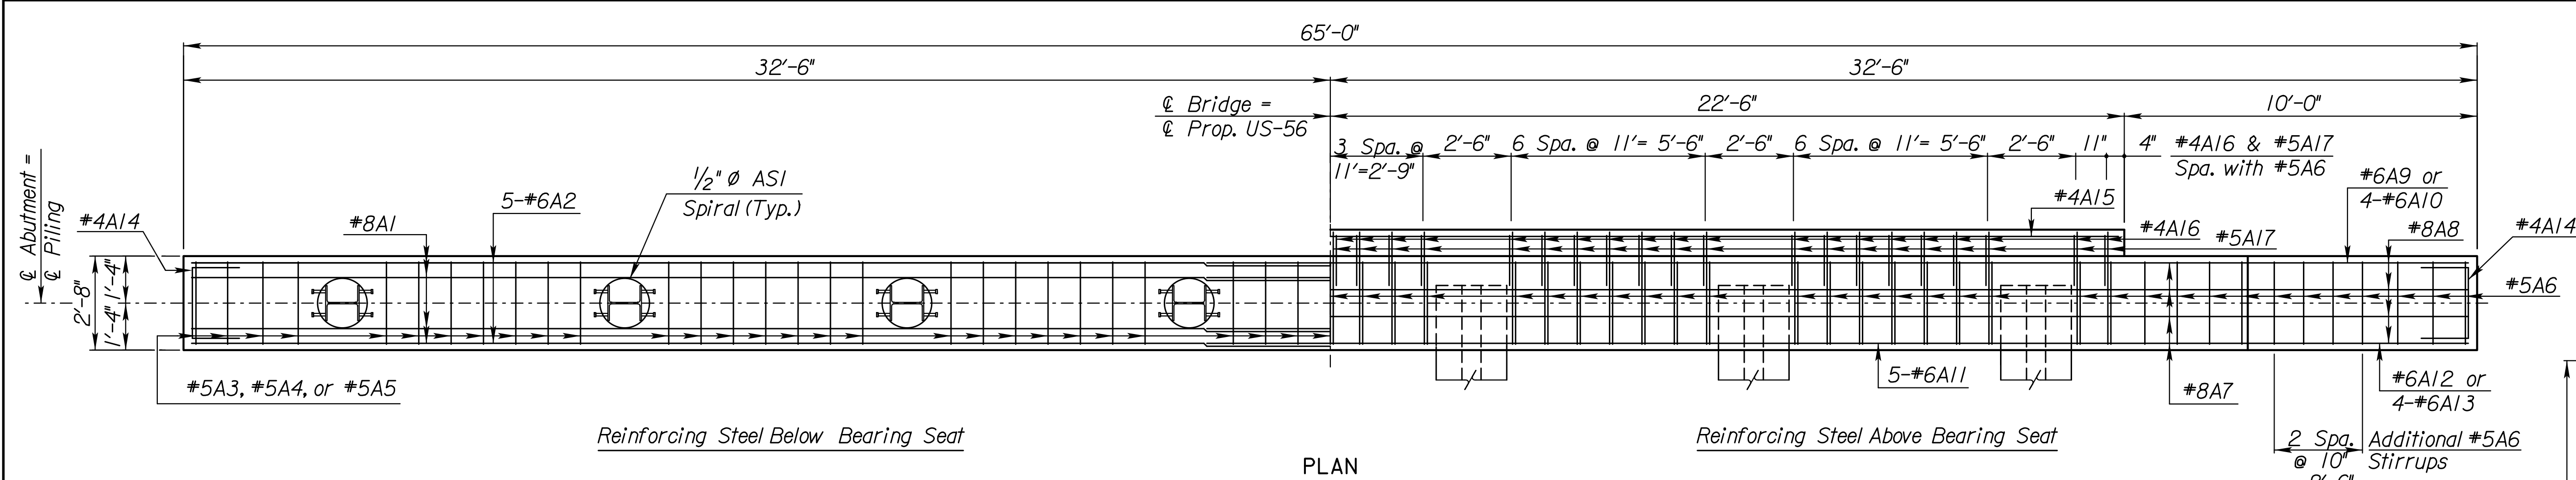 65'-0"
32'-6"
32'-6"
℄ Bridge =
℄ Prop. US-56
22'-6"
10'-0"
3 Spa. @
11'=2'-9"
2'-6"
6 Spa. @ 11'= 5'-6"
2'-6"
6 Spa. @ 11'= 5'-6"
2'-6"
11"
4"
#4A16 & #5A17
Spa. with #5A6
℄ Abutment =
℄ Piling
#4A14
2'-8"
1'-4"
1'-4"
#8A1
5-#6A2
1/2" Ø AS1
Spiral (Typ.)
#4A15
#4A16
#5A17
#6A9 or
4-#6A10
#8A8
#4A14
#5A6
#5A3, #5A4, or #5A5
5-#6A11
#8A7
#6A12 or
4-#6A13
Reinforcing Steel Below Bearing Seat
Reinforcing Steel Above Bearing Seat
2 Spa.
@ 10"
Additional #5A6
Stirrups
PLAN